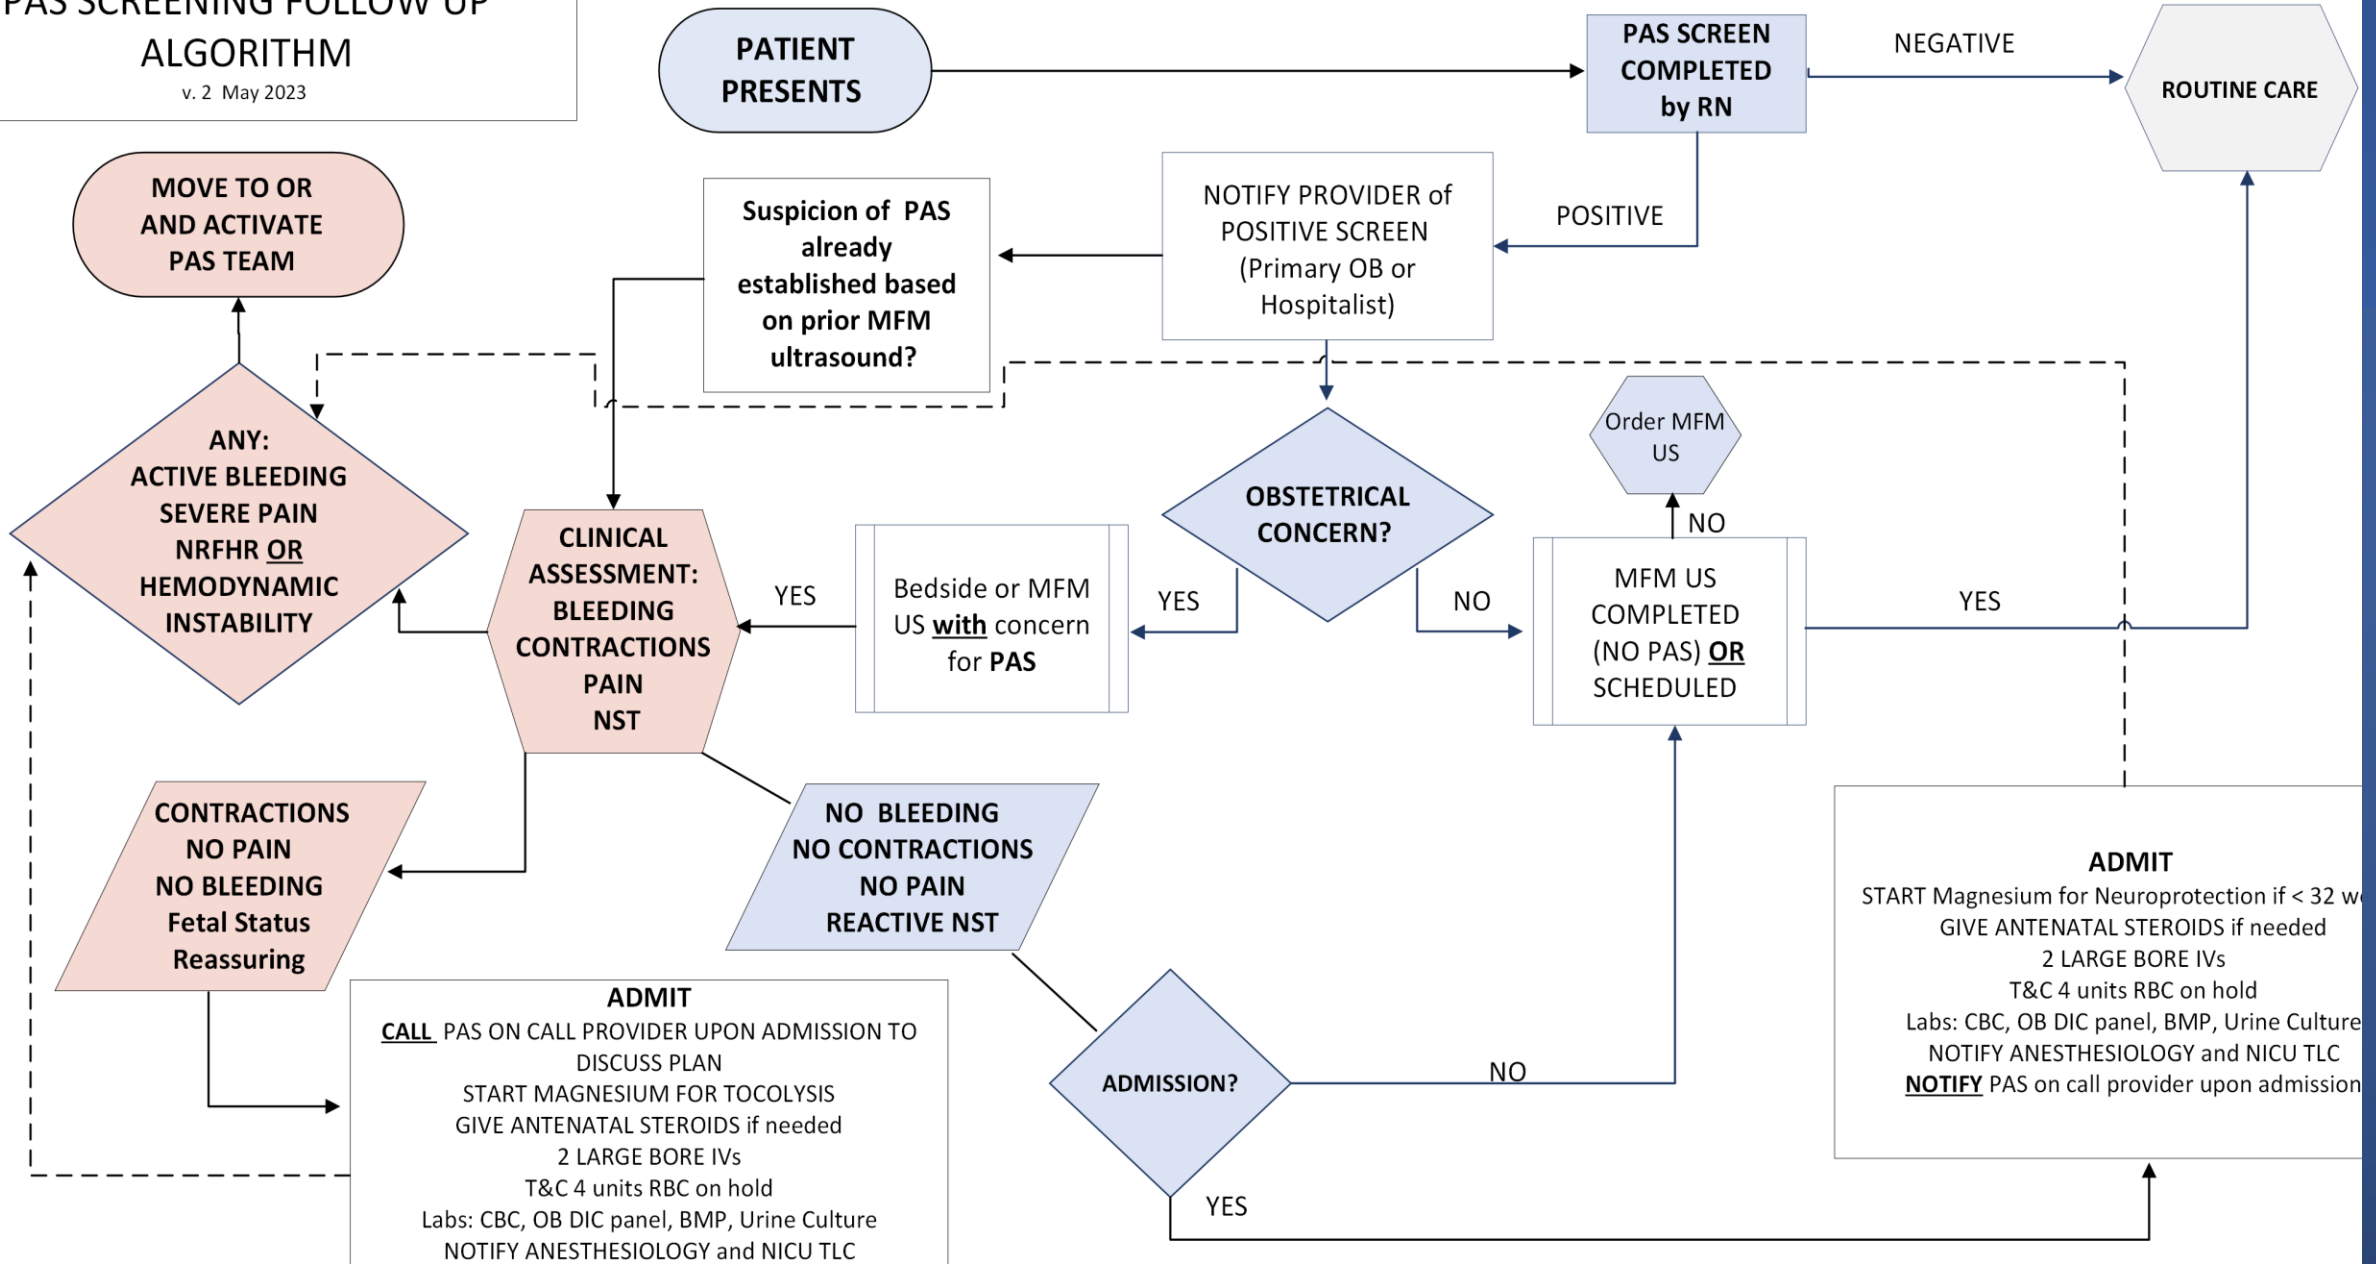 PAS SCREENING FOLLOW UP
ALGORITHM
v. 2 May 2023
PATIENT
PRESENTS
PAS SCREEN
COMPLETED
by RN
NEGATIVE
ROUTINE CARE
POSITIVE
NOTIFY PROVIDER of
POSITIVE SCREEN
(Primary OB or
Hospitalist)
Suspicion of PAS
already
established based
on prior MFM
ultrasound?
MOVE TO OR
AND ACTIVATE
PAS TEAM
ANY:
ACTIVE BLEEDING
SEVERE PAIN
NRFHR OR
HEMODYNAMIC
INSTABILITY
CLINICAL
ASSESSMENT:
BLEEDING
CONTRACTIONS
PAIN
NST
YES
Bedside or MFM
US with concern
for PAS
YES
OBSTETRICAL
CONCERN?
NO
Order MFM
US
NO
MFM US
COMPLETED
(NO PAS) OR
SCHEDULED
YES
CONTRACTIONS
NO PAIN
NO BLEEDING
Fetal Status
Reassuring
NO BLEEDING
NO CONTRACTIONS
NO PAIN
REACTIVE NST
ADMIT
CALL PAS ON CALL PROVIDER UPON ADMISSION TO
DISCUSS PLAN
START MAGNESIUM FOR TOCOLYSIS
GIVE ANTENATAL STEROIDS if needed
2 LARGE BORE IVs
T&C 4 units RBC on hold
Labs: CBC, OB DIC panel, BMP, Urine Culture
NOTIFY ANESTHESIOLOGY and NICU TLC
ADMISSION?
NO
YES
ADMIT
START Magnesium for Neuroprotection if < 32
GIVE ANTENATAL STEROIDS if needed
2 LARGE BORE IVs
T&C 4 units RBC on hold
Labs: CBC, OB DIC panel, BMP, Urine Culture
NOTIFY ANESTHESIOLOGY and NICU TLC
NOTIFY PAS on call provider upon admission